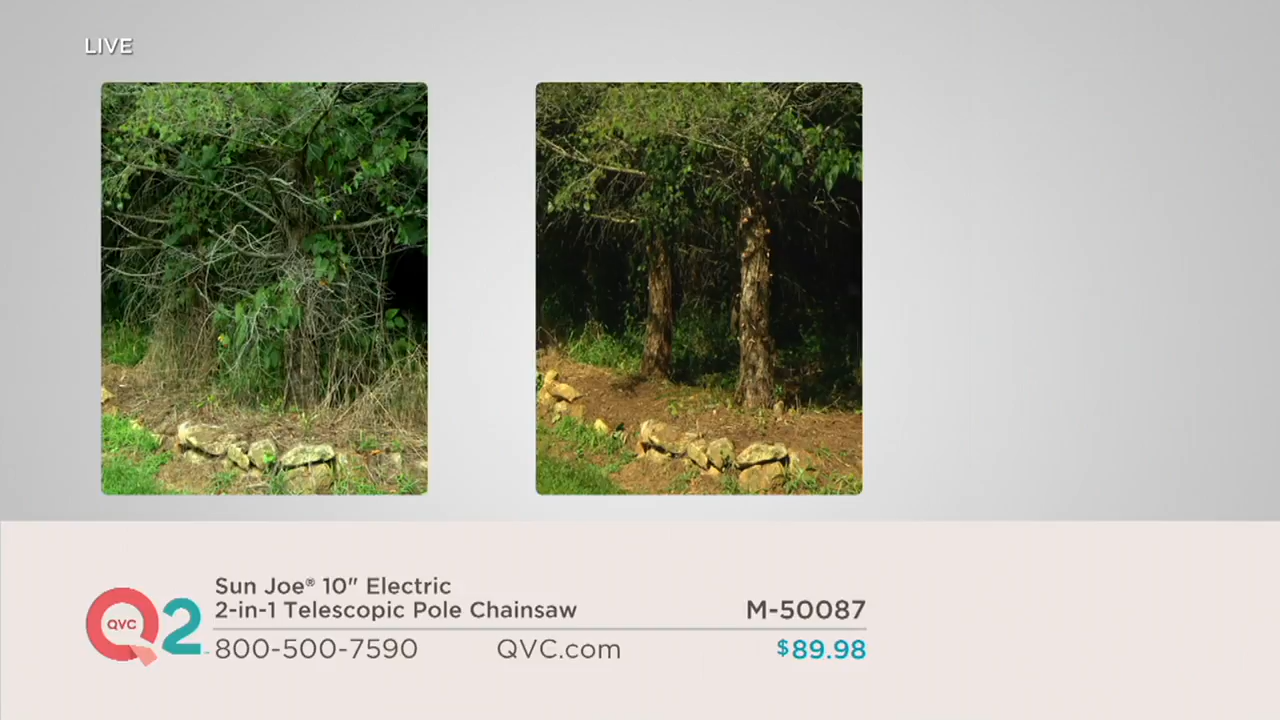 LIVE
Sun Joe® 10" Electric
2-in-1 Telescopic Pole Chainsaw
M-50087
QVC
2
800-500-7590
QVC.com
$89.98